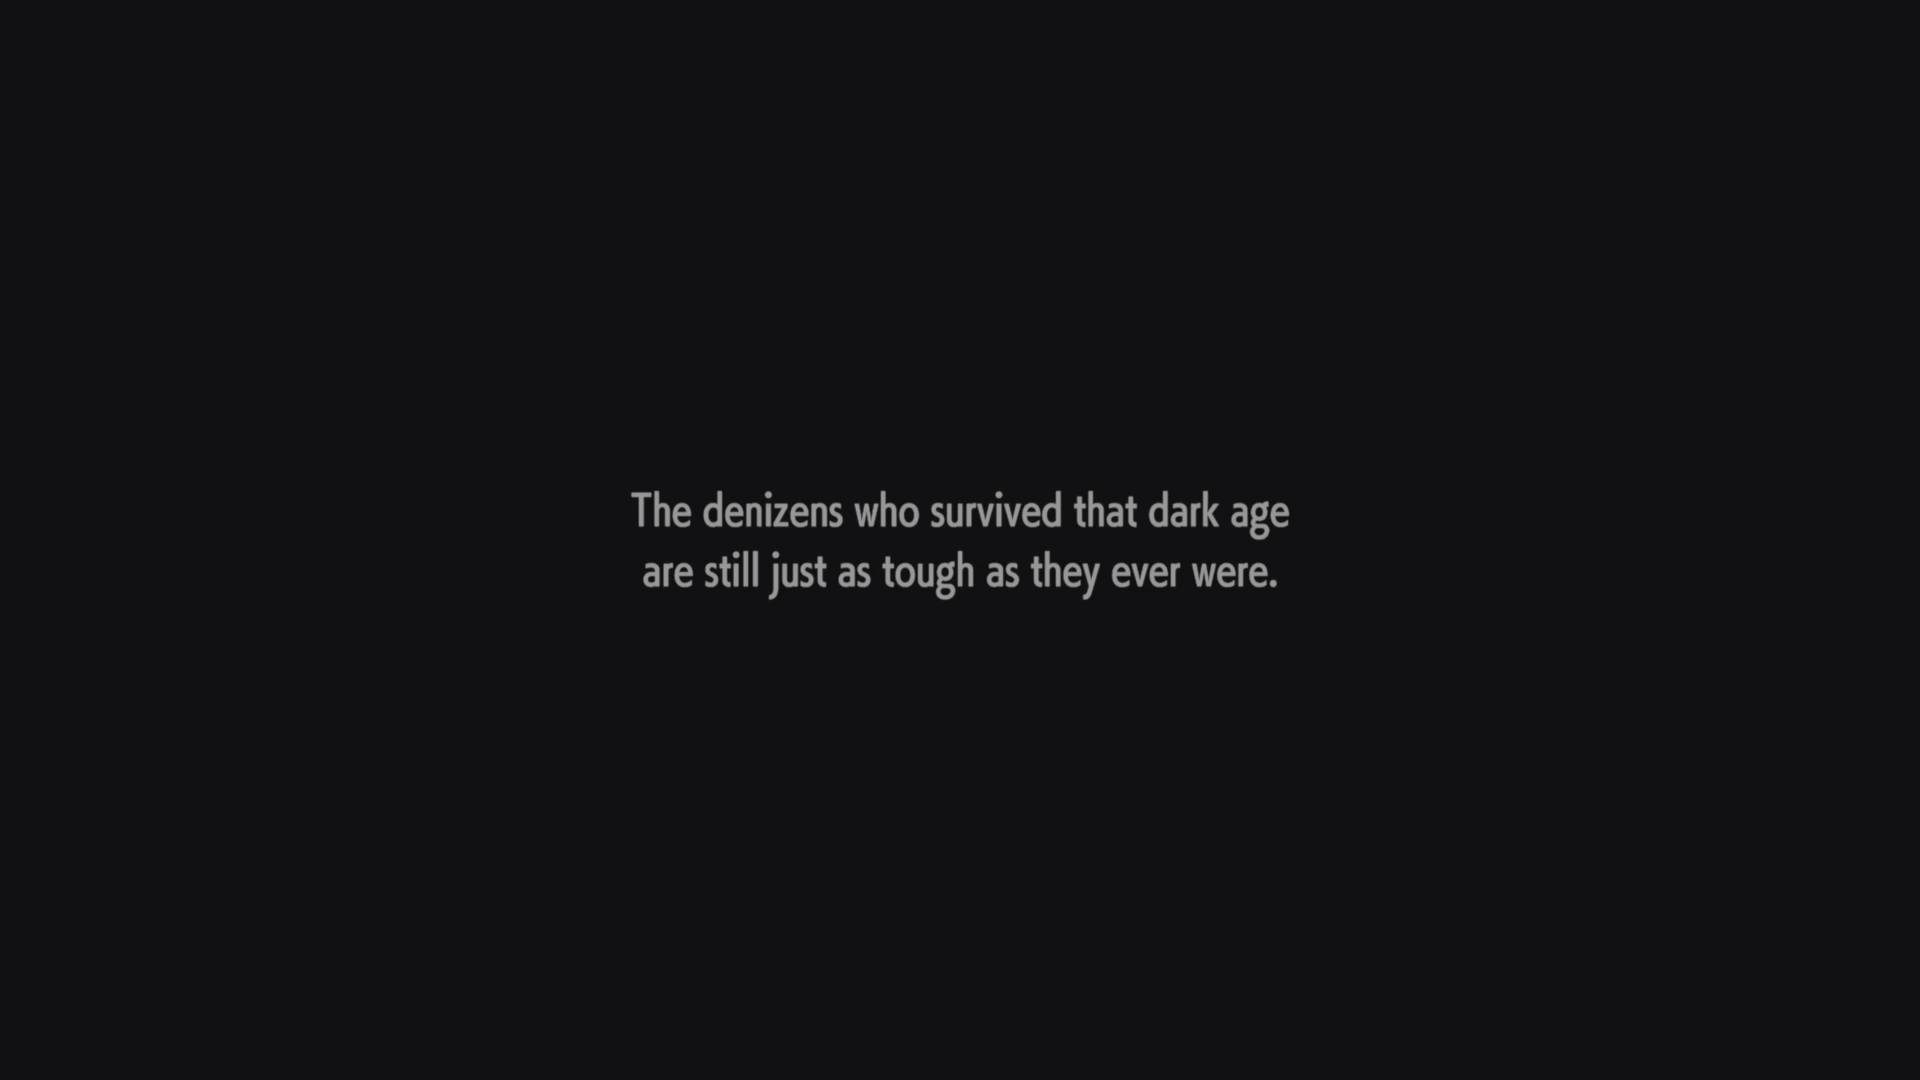 The denizens who survived that dark age
are still just as tough as they ever were.